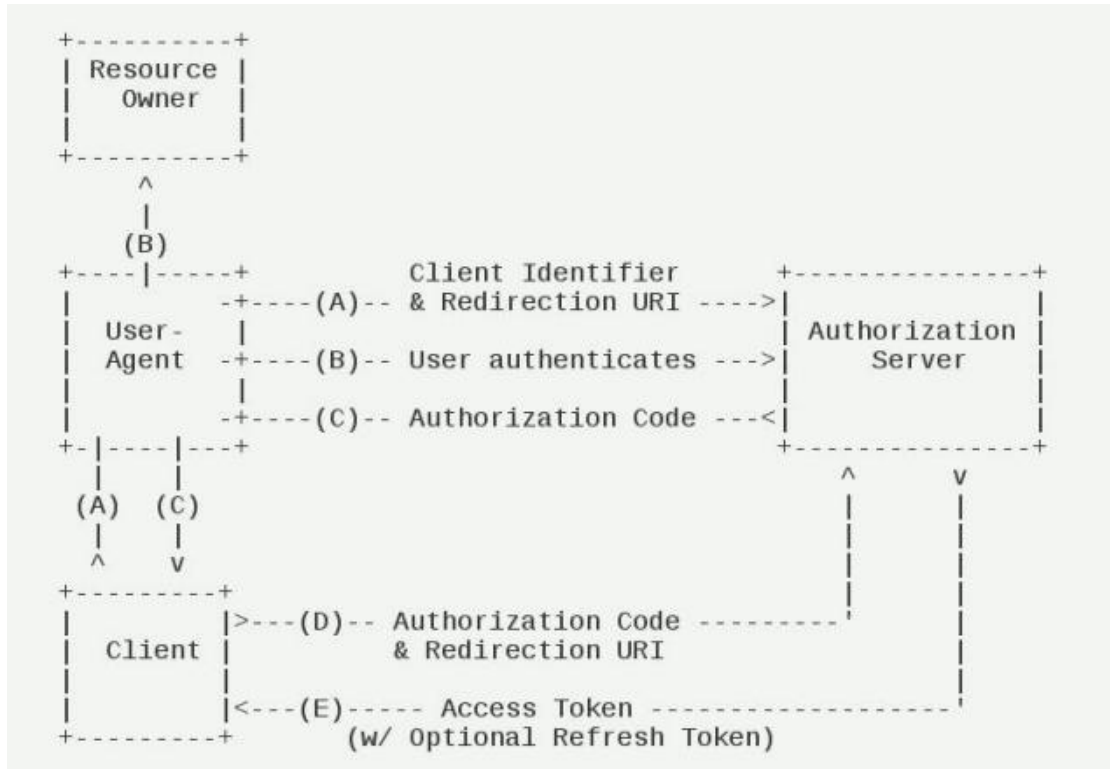 +----------+
| Resource |
|   Owner  |
|          |
+----------+
     ^
     |
    (B)
+----|-----+          Client Identifier      +---------------+
|         -+----(A)-- & Redirection URI ---->|               |
|  User-   |                                 | Authorization |
|  Agent  -+----(B)-- User authenticates --->|     Server    |
|          |                                 |               |
|         -+----(C)-- Authorization Code ---<|               |
+-|----|---+                                 +---------------+
  |    |                                         ^      v
 (A)  (C)                                        |      |
  |    |                                         |      |
  ^    v                                         |      |
+---------+                                      |      |
|         |>---(D)-- Authorization Code ---------'      |
|  Client |          & Redirection URI                  |
|         |                                             |
|         |<---(E)----- Access Token -------------------'
+---------+       (w/ Optional Refresh Token)